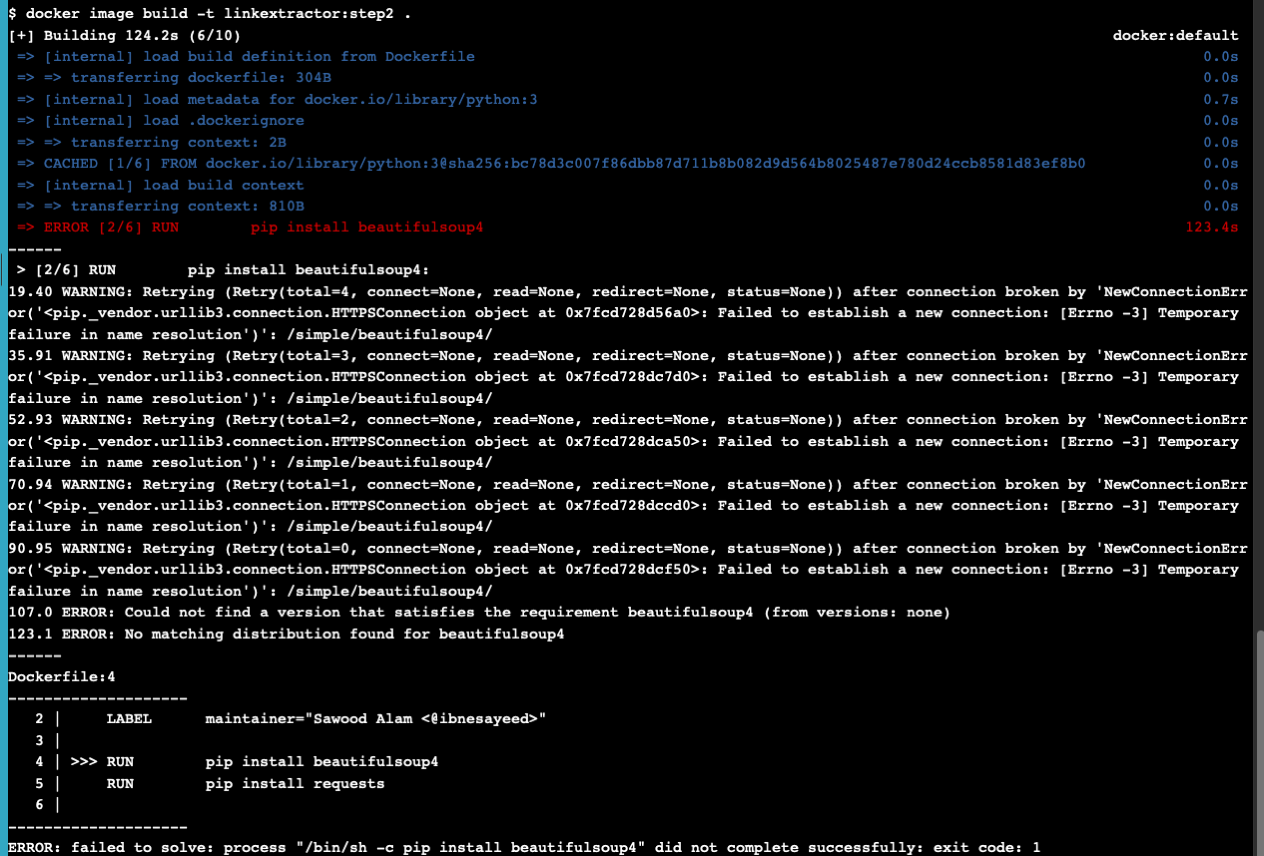 $ docker image build -t linkextractor:step2 .
[+] Building 124.2s (6/10) docker:default
=> [internal] load build definition from Dockerfile 0.0s
=> => transferring dockerfile: 304B 0.0s
=> [internal] load metadata for docker.io/library/python:3 0.7s
=> [internal] load .dockerignore 0.0s
=> => transferring context: 2B 0.0s
=> CACHED [1/6] FROM docker.io/library/python:3@sha256:bc78d3c007f86dbb87d711b8b082d9d564b8025487e780d24ccb8581d83ef8b0 0.0s
=> [internal] load build context 0.0s
=> => transferring context: 810B 0.0s
=> ERROR [2/6] RUN pip install beautifulsoup4 123.4s
------
> [2/6] RUN pip install beautifulsoup4:
19.40 WARNING: Retrying (Retry(total=4, connect=None, read=None, redirect=None, status=None)) after connection broken by 'NewConnectionErr
or('<pip._vendor.urllib3.connection.HTTPSConnection object at 0x7fcd728d56a0>: Failed to establish a new connection: [Errno -3] Temporary
failure in name resolution')': /simple/beautifulsoup4/
35.91 WARNING: Retrying (Retry(total=3, connect=None, read=None, redirect=None, status=None)) after connection broken by 'NewConnectionErr
or('<pip._vendor.urllib3.connection.HTTPSConnection object at 0x7fcd728dc7d0>: Failed to establish a new connection: [Errno -3] Temporary
failure in name resolution')': /simple/beautifulsoup4/
52.93 WARNING: Retrying (Retry(total=2, connect=None, read=None, redirect=None, status=None)) after connection broken by 'NewConnectionErr
or('<pip._vendor.urllib3.connection.HTTPSConnection object at 0x7fcd728dca50>: Failed to establish a new connection: [Errno -3] Temporary
failure in name resolution')': /simple/beautifulsoup4/
70.94 WARNING: Retrying (Retry(total=1, connect=None, read=None, redirect=None, status=None)) after connection broken by 'NewConnectionErr
or('<pip._vendor.urllib3.connection.HTTPSConnection object at 0x7fcd728dccd0>: Failed to establish a new connection: [Errno -3] Temporary
failure in name resolution')': /simple/beautifulsoup4/
90.95 WARNING: Retrying (Retry(total=0, connect=None, read=None, redirect=None, status=None)) after connection broken by 'NewConnectionErr
or('<pip._vendor.urllib3.connection.HTTPSConnection object at 0x7fcd728dcf50>: Failed to establish a new connection: [Errno -3] Temporary
failure in name resolution')': /simple/beautifulsoup4/
107.0 ERROR: Could not find a version that satisfies the requirement beautifulsoup4 (from versions: none)
123.1 ERROR: No matching distribution found for beautifulsoup4
------
Dockerfile:4
--------------------
2 | LABEL maintainer="Sawood Alam <@ibnesayeed>"
3 |
4 | >>> RUN pip install beautifulsoup4
5 | RUN pip install requests
6 |
--------------------
ERROR: failed to solve: process "/bin/sh -c pip install beautifulsoup4" did not complete successfully: exit code: 1